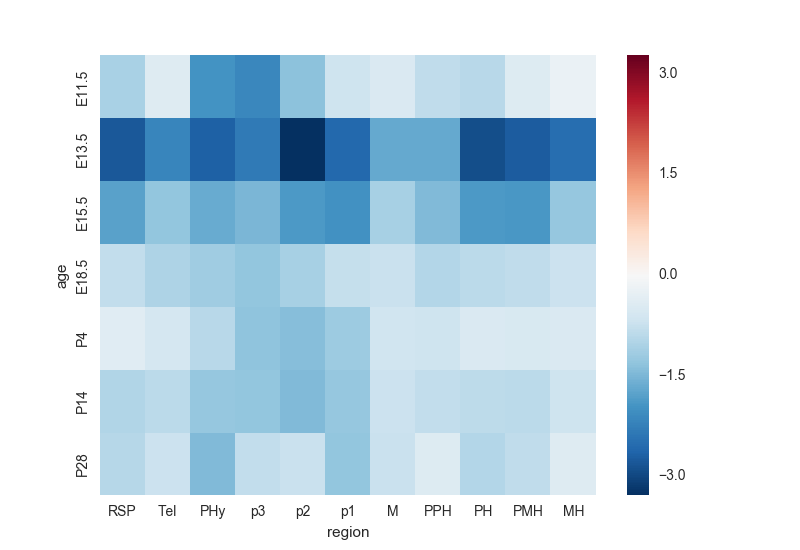 E11.5
E13.5
E15.5
E18.5
P4
P14
P28
age
RSP Tel PHy p3 p2 p1 M PPH PH PMH MH
region
3.0
1.5
0.0
−1.5
−3.0